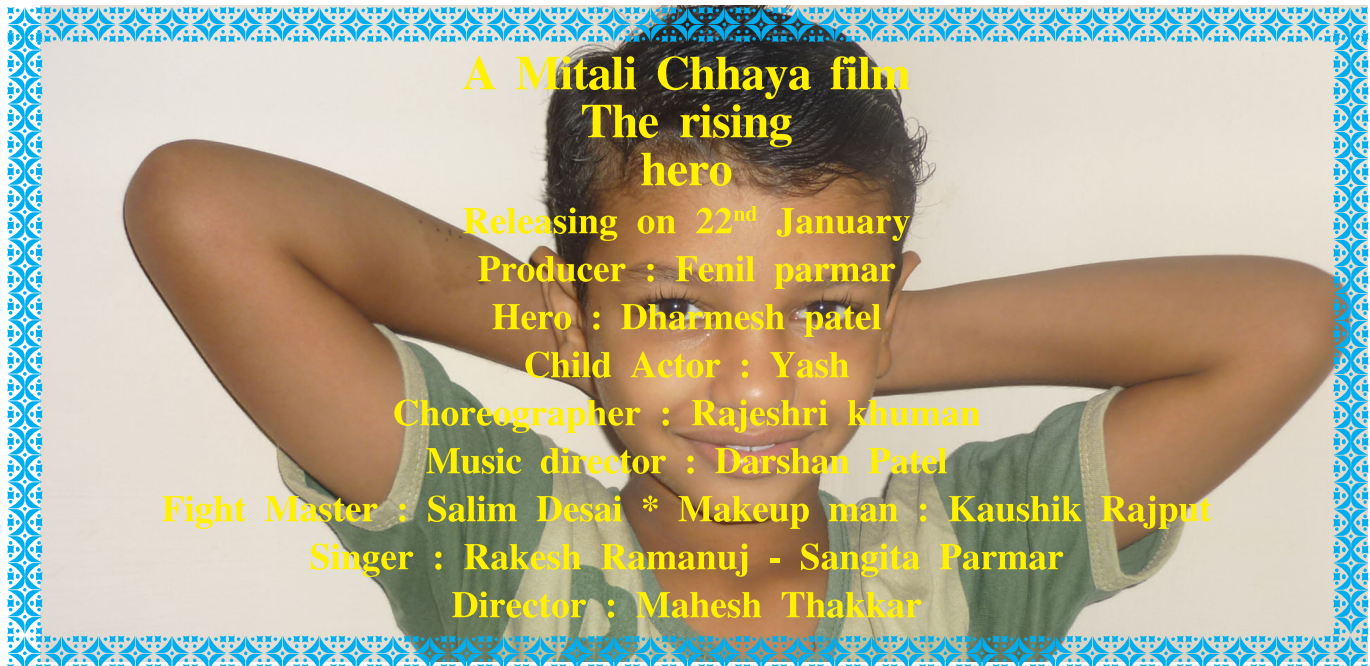 A Mitali Chhaya film
The rising
hero
Releasing on 22nd January
Producer : Fenil parmar
Hero : Dharmesh patel
Child Actor : Yash
Choreographer : Rajeshri khuman
Music director : Darshan Patel
Fight Master : Salim Desai * Makeup man : Kaushik Rajput
Singer : Rakesh Ramanuj - Sangita Parmar
Director : Mahesh Thakkar